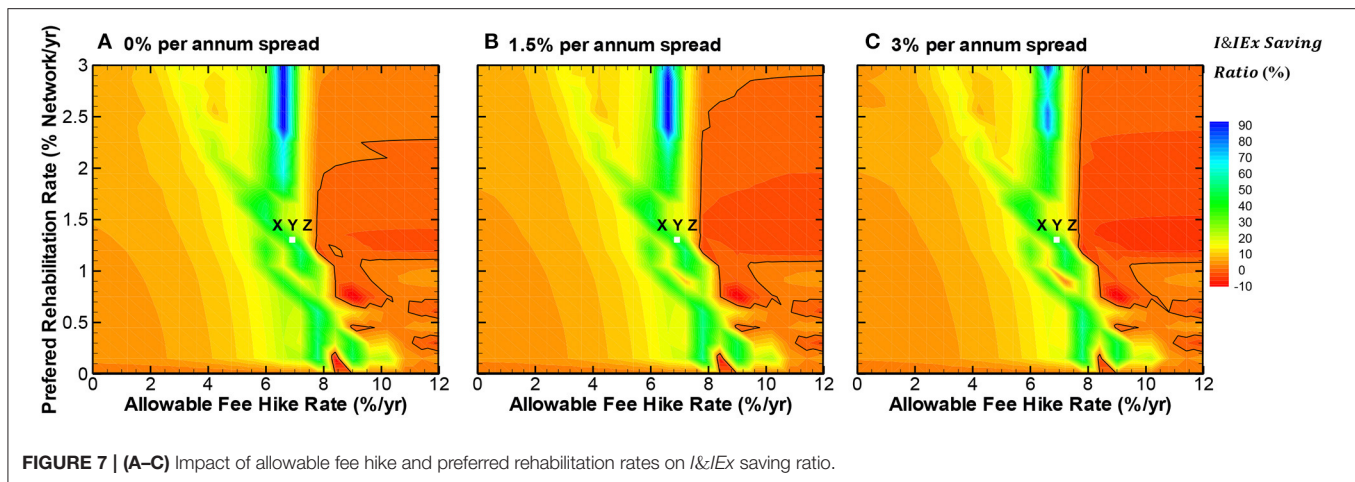 A 0% per annum spread
B 1.5% per annum spread
C 3% per annum spread
I&IEx Saving
Ratio (%)
Preferred Rehabilitation Rate (% Network/yr)
3
2.5
2
1.5
1
0.5
0
X Y Z
X Y Z
X Y Z
90
80
70
60
50
40
30
20
10
0
-10
0 2 4 6 8 10 12
0 2 4 6 8 10 12
0 2 4 6 8 10 12
Allowable Fee Hike Rate (%/yr)
Allowable Fee Hike Rate (%/yr)
Allowable Fee Hike Rate (%/yr)
FIGURE 7 | (A–C) Impact of allowable fee hike and preferred rehabilitation rates on I&IEx saving ratio.